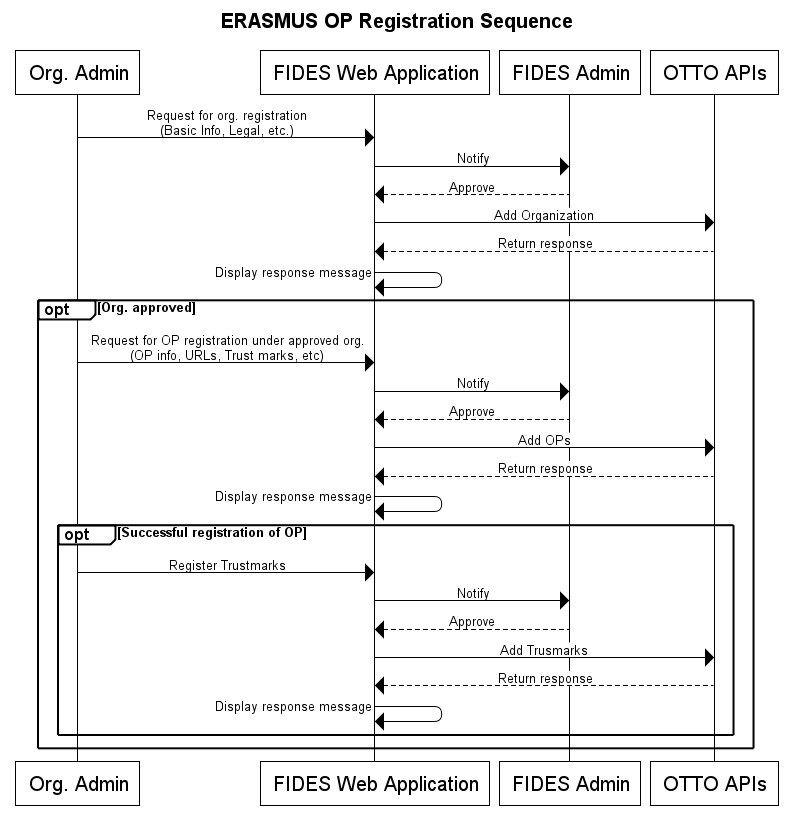 ERASMUS OP Registration Sequence
Org. Admin
FIDES Web Application
FIDES Admin
OTTO APIs
Request for org. registration
(Basic Info, Legal, etc.)
Notify
Approve
Add Organization
Return response
Display response message
opt
[Org. approved]
Request for OP registration under approved org.
(OP info, URLs, Trust marks, etc)
Notify
Approve
Add OPs
Return response
Display response message
opt
[Successful registration of OP]
Register Trustmarks
Notify
Approve
Add Trusmarks
Return response
Display response message
Org. Admin
FIDES Web Application
FIDES Admin
OTTO APIs